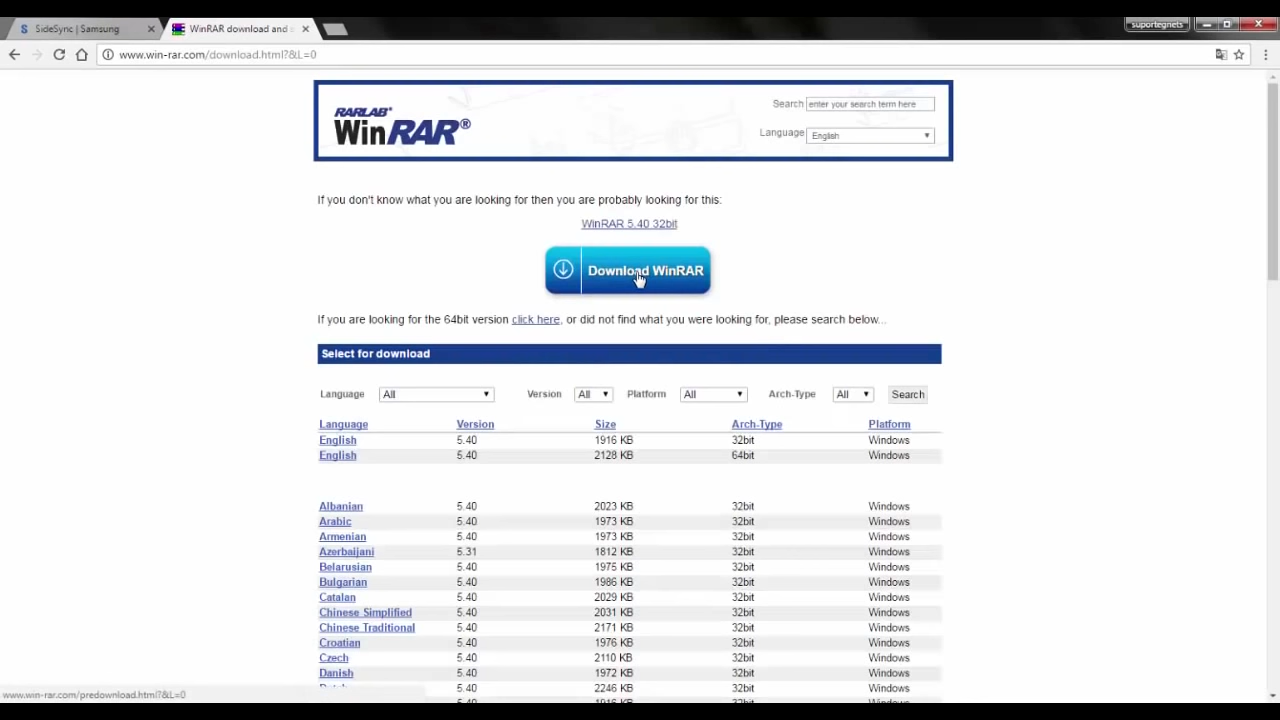 SideSync | Samsung
WinRAR download and
suportegnets
www.win-rar.com/download.html?&L=0
RARLAB®
WinRAR®
Search enter your search term here
Language English
If you don't know what you are looking for then you are probably looking for this:
WinRAR 5.40 32bit
Download WinRAR
If you are looking for the 64bit version click here, or did not find what you were looking for, please search below...
Select for download
Language All Version All Platform All Arch-Type All Search
Language Version Size Arch-Type Platform
English 5.40 1916 KB 32bit Windows
English 5.40 2128 KB 64bit Windows
Albanian 5.40 2023 KB 32bit Windows
Arabic 5.40 1973 KB 32bit Windows
Armenian 5.40 1973 KB 32bit Windows
Azerbaijani 5.31 1812 KB 32bit Windows
Belarusian 5.40 1975 KB 32bit Windows
Bulgarian 5.40 1986 KB 32bit Windows
Catalan 5.40 2029 KB 32bit Windows
Chinese Simplified 5.40 2031 KB 32bit Windows
Chinese Traditional 5.40 2171 KB 32bit Windows
Croatian 5.40 1976 KB 32bit Windows
Czech 5.40 2110 KB 32bit Windows
Danish 5.40 1972 KB 32bit Windows
5.40 2246 KB 32bit Windows
www.win-rar.com/predownload.html?&L=0